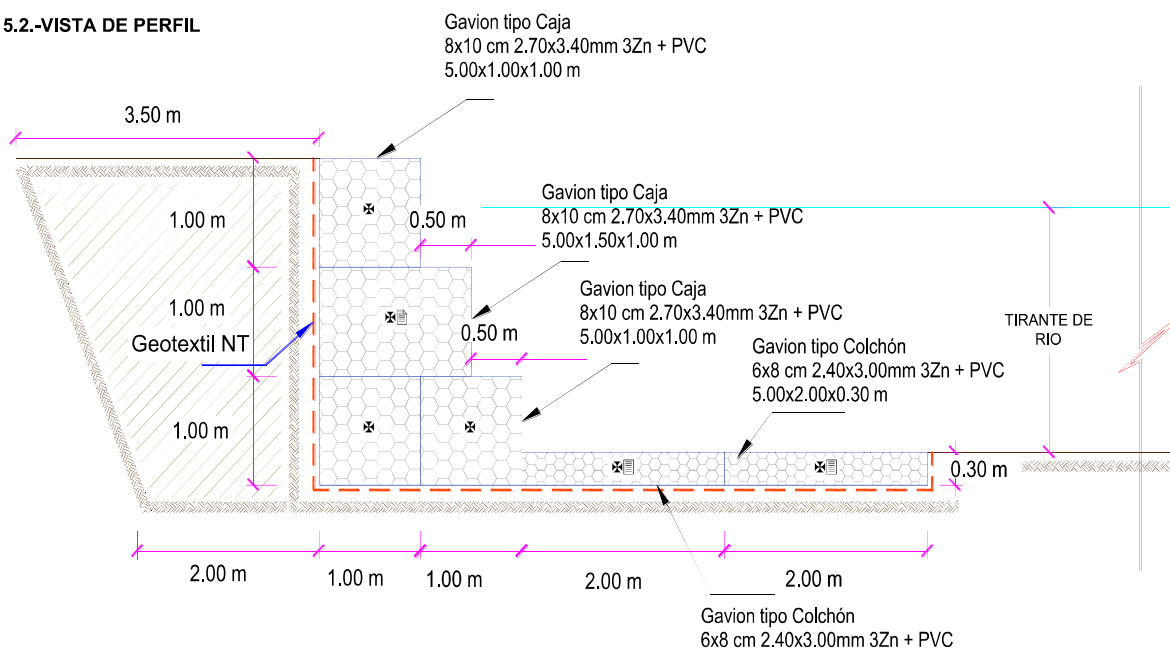 5.2.-VISTA DE PERFIL
Gavion tipo Caja
8x10 cm 2.70x3.40mm 3Zn + PVC
5.00x1.00x1.00 m
3.50 m
Gavion tipo Caja
8x10 cm 2.70x3.40mm 3Zn + PVC
5.00x1.50x1.00 m
1.00 m
0.50 m
Gavion tipo Caja
8x10 cm 2.70x3.40mm 3Zn + PVC
5.00x1.00x1.00 m
1.00 m
0.50 m
Geotextil NT
TIRANTE DE
RIO
Gavion tipo Colchón
6x8 cm 2.40x3.00mm 3Zn + PVC
5.00x2.00x0.30 m
1.00 m
0.30 m
2.00 m
1.00 m
1.00 m
2.00 m
2.00 m
Gavion tipo Colchón
6x8 cm 2.40x3.00mm 3Zn + PVC